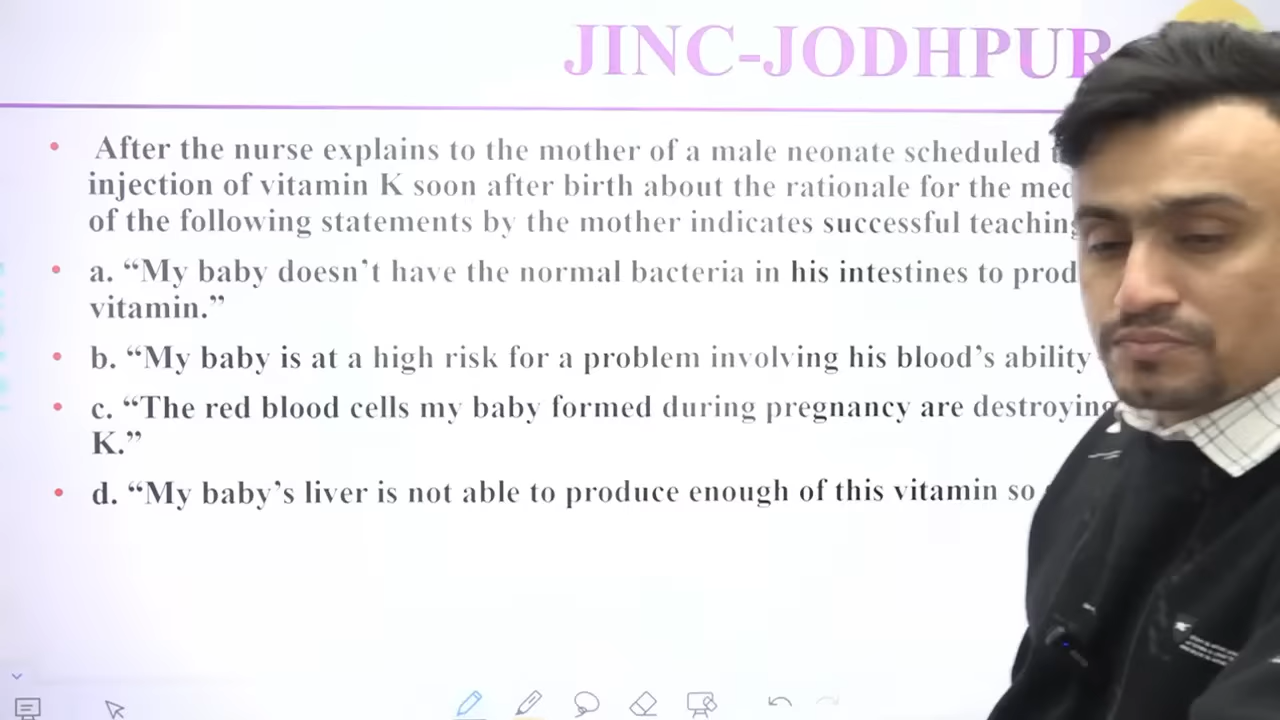 JINC-JODHPUR
• After the nurse explains to the mother of a male neonate scheduled
injection of vitamin K soon after birth about the rationale for the
of the following statements by the mother indicates successful teaching
• a. “My baby doesn’t have the normal bacteria in his intestines to
vitamin.”
• b. “My baby is at a high risk for a problem involving his blood’s ability
• c. “The red blood cells my baby formed during pregnancy are destroying
K.”
• d. “My baby’s liver is not able to produce enough of this vitamin so